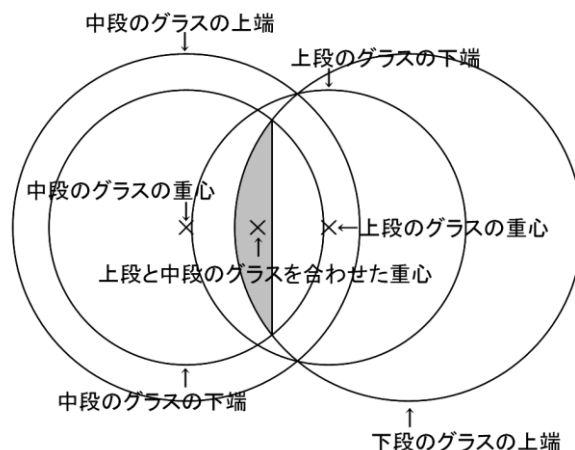 中段のグラスの上端
上段のグラスの下端
中段のグラスの重心
上段のグラスの重心
上段と中段のグラスを合わせた重心
中段のグラスの下端
下段のグラスの上端